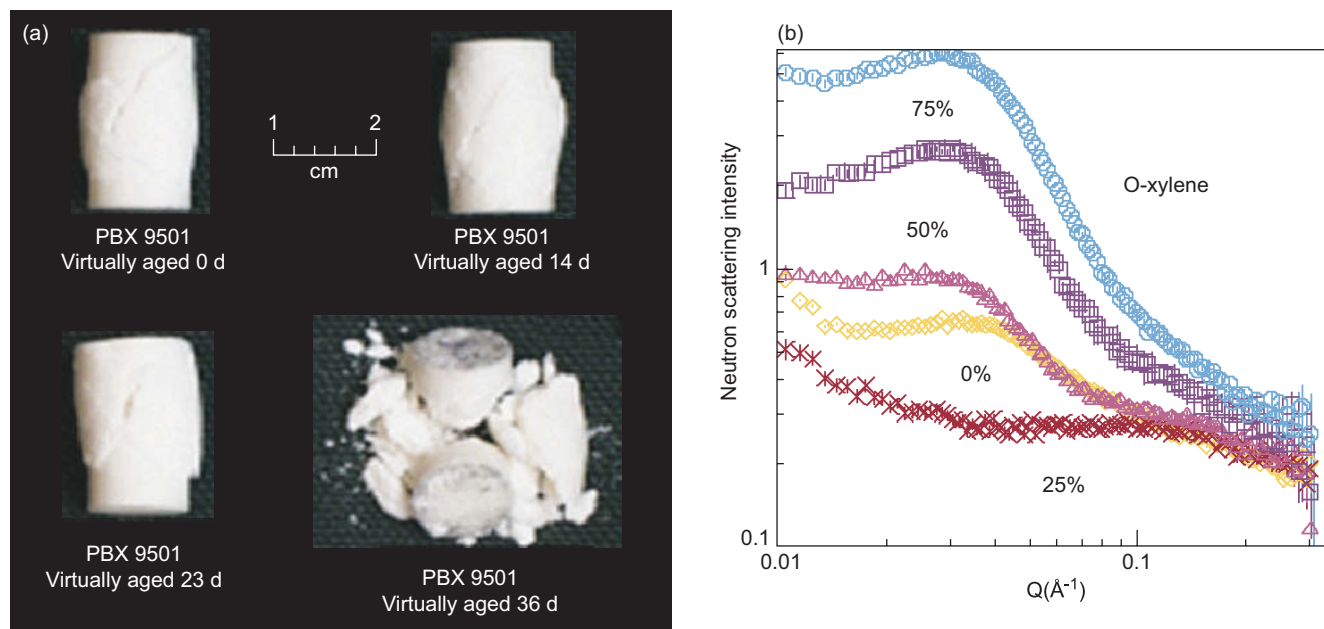 (a)
1 2
cm
PBX 9501
Virtually aged 0 d
PBX 9501
Virtually aged 14 d
PBX 9501
Virtually aged 23 d
PBX 9501
Virtually aged 36 d
(b)
Neutron scattering intensity
1
0.1
75%
O-xylene
50%
0%
25%
0.01 0.1
Q(Å⁻¹)